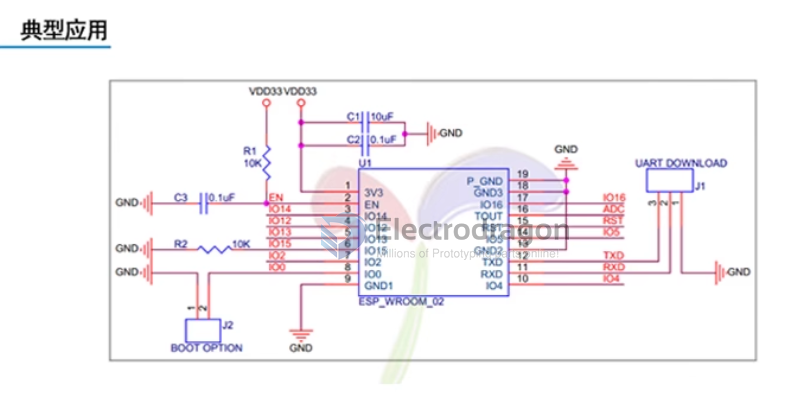 典型应用
VDD33 VDD33
C1 10uF
C2 0.1uF
GND
R1
10K
U1
GND
UART DOWNLOAD
J1
3 2 1
GND
C3 0.1uF
EN
IO14
IO12
IO13
IO15
IO2
IO0
GND
R2 10K
GND
1 3V3
2 EN
3 IO14
4 IO12
5 IO13
6 IO15
7 IO2
8 IO0
9 GND1
P_GND 19
GND3 18
IO16 17
TOUT 16
RST 15
IO5 14
GND2 13
TXD 12
RXD 11
IO4 10
IO16
ADC
RST
IO5
TXD
RXD
IO4
GND
ESP_WROOM_02
1 2
J2
BOOT OPTION
GND
Electrodragon
Millions of Prototyping parts online!